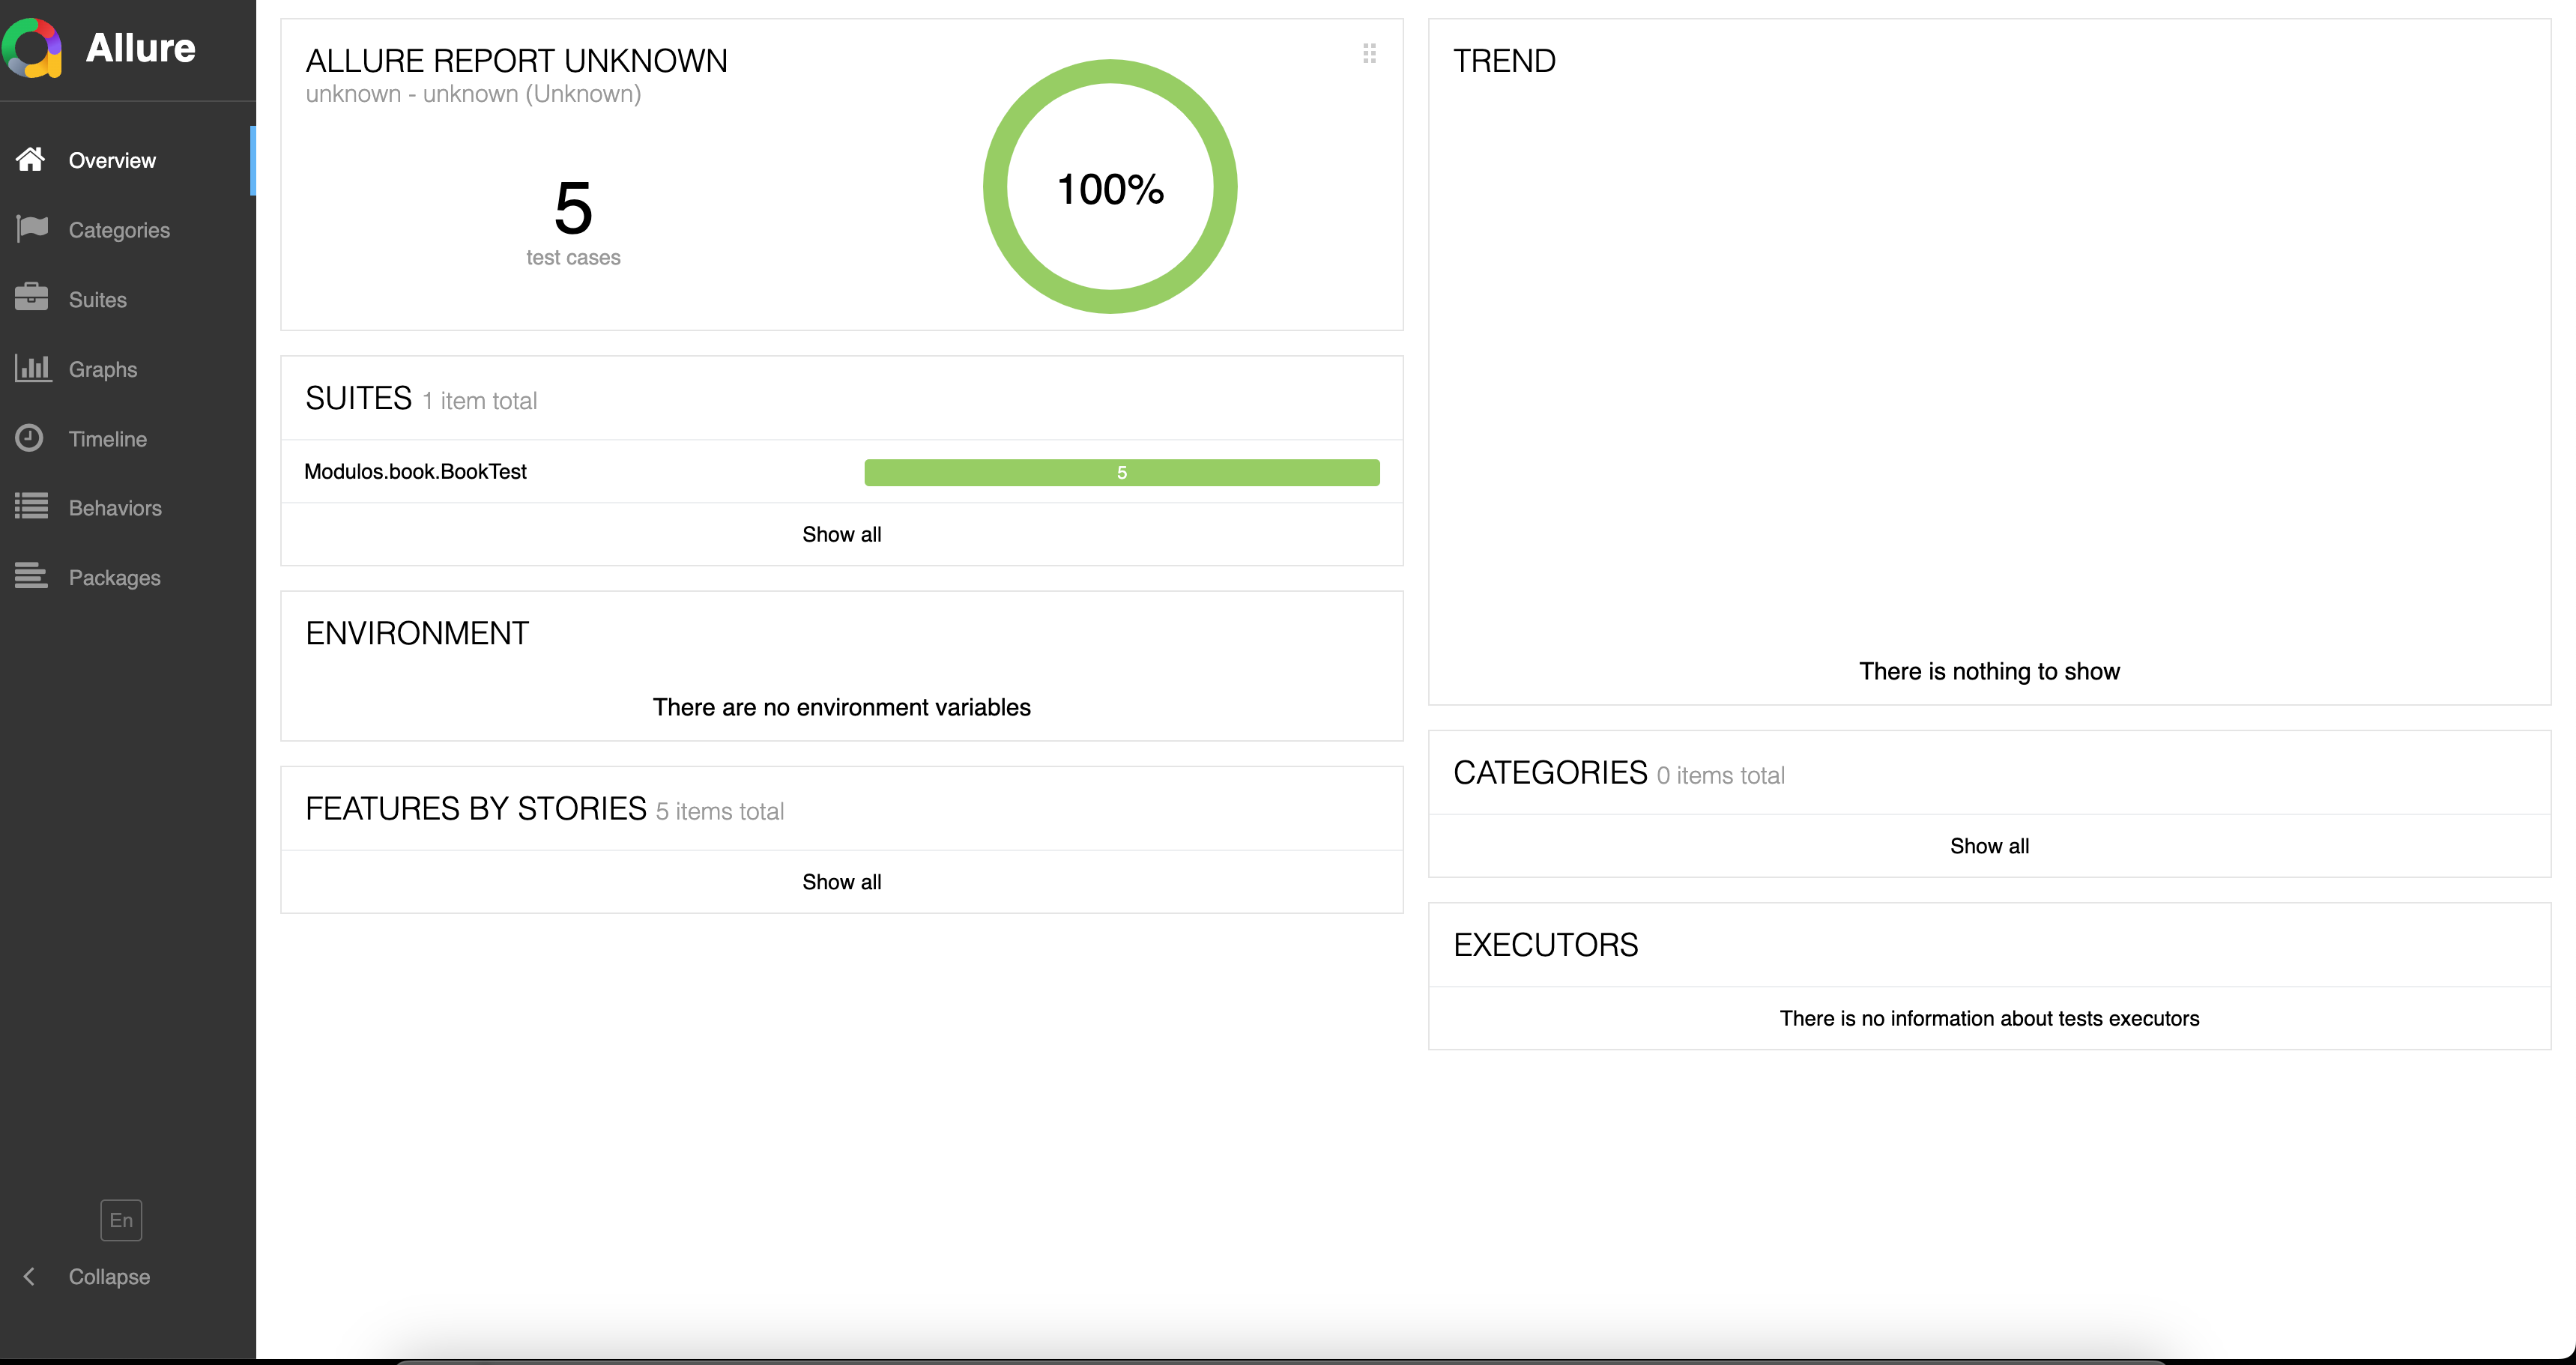 Allure
Overview
Categories
Suites
Graphs
Timeline
Behaviors
Packages
En
Collapse
ALLURE REPORT UNKNOWN
unknown - unknown (Unknown)
5
test cases
100%
SUITES 1 item total
Modulos.book.BookTest 5
Show all
ENVIRONMENT
There are no environment variables
FEATURES BY STORIES 5 items total
Show all
TREND
There is nothing to show
CATEGORIES 0 items total
Show all
EXECUTORS
There is no information about tests executors